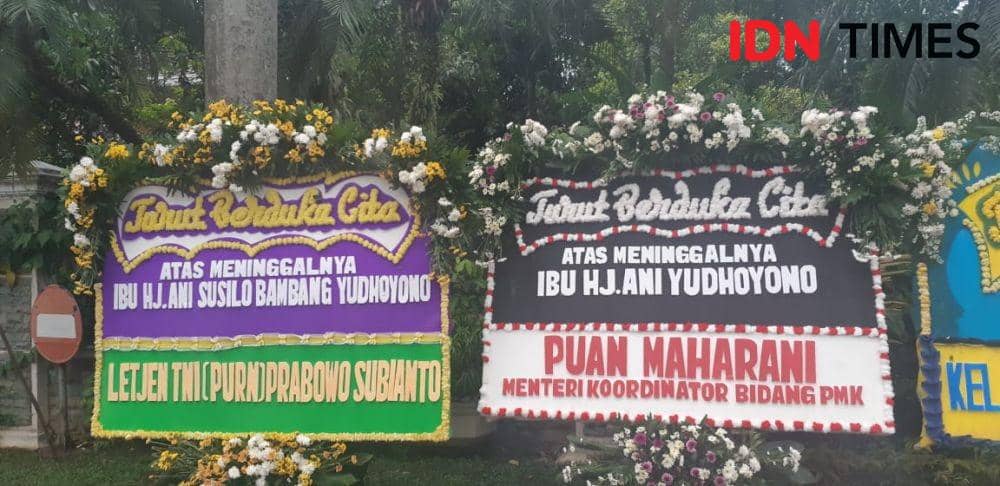 IDN TIMES
Turut Berduka Cita
ATAS MENINGGALNYA
IBU HJ.ANI SUSILO BAMBANG YUDHOYONO
LETJEN TNI (PURN) PRABOWO SUBIANTO
Turut Berduka Cita
ATAS MENINGGALNYA
IBU HJ.ANI YUDHOYONO
PUAN MAHARANI
MENTERI KOORDINATOR BIDANG PMK
KEL